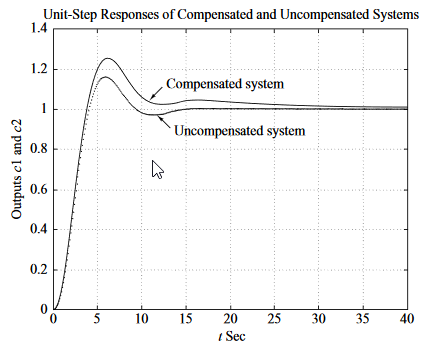 Unit-Step Responses of Compensated and Uncompensated Systems
1.4
1.2
1
0.8
0.6
0.4
0.2
0
Outputs c1 and c2
Compensated system
Uncompensated system
0 5 10 15 20 25 30 35 40
t Sec